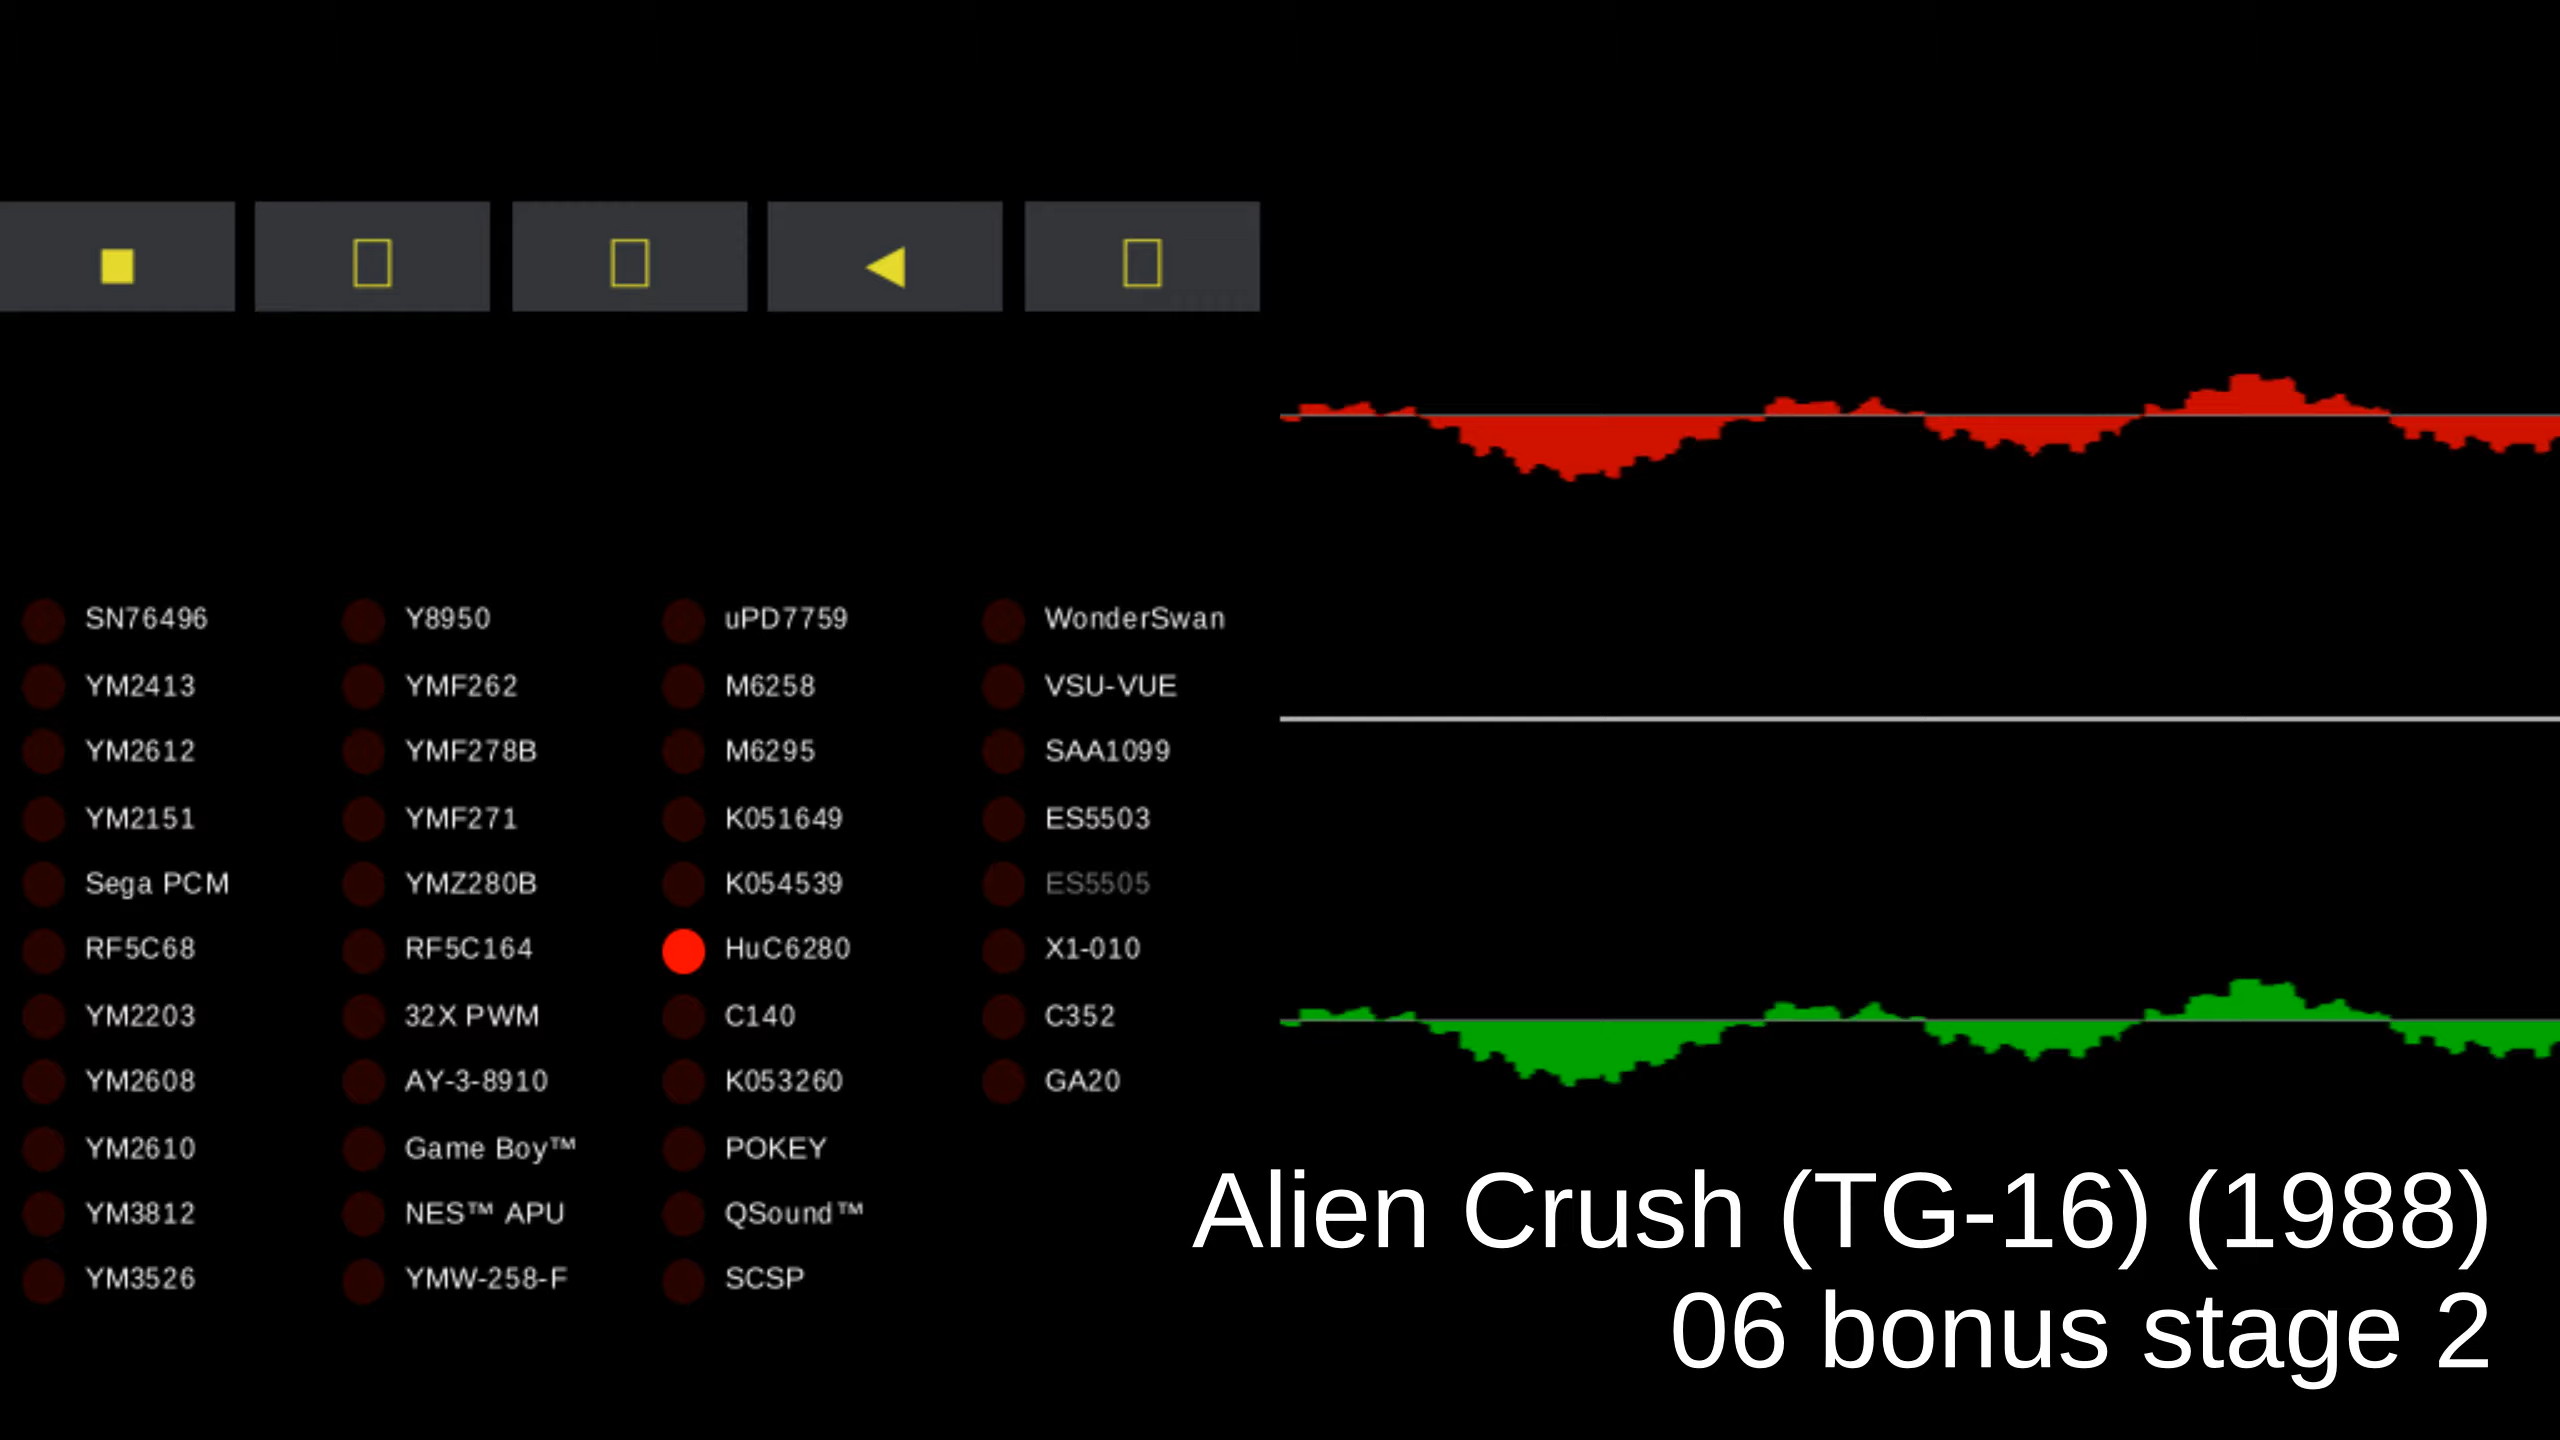 SN76496 Y8950 uPD7759 WonderSwan
YM2413 YMF262 M6258 VSU-VUE
YM2612 YMF278B M6295 SAA1099
YM2151 YMF271 K051649 ES5503
Sega PCM YMZ280B K054539 ES5505
RF5C68 RF5C164 HuC6280 X1-010
YM2203 32X PWM C140 C352
YM2608 AY-3-8910 K053260 GA20
YM2610 Game Boy™ POKEY
YM3812 NES™ APU QSound™
YM3526 YMW-258-F SCSP
Alien Crush (TG-16) (1988)
06 bonus stage 2